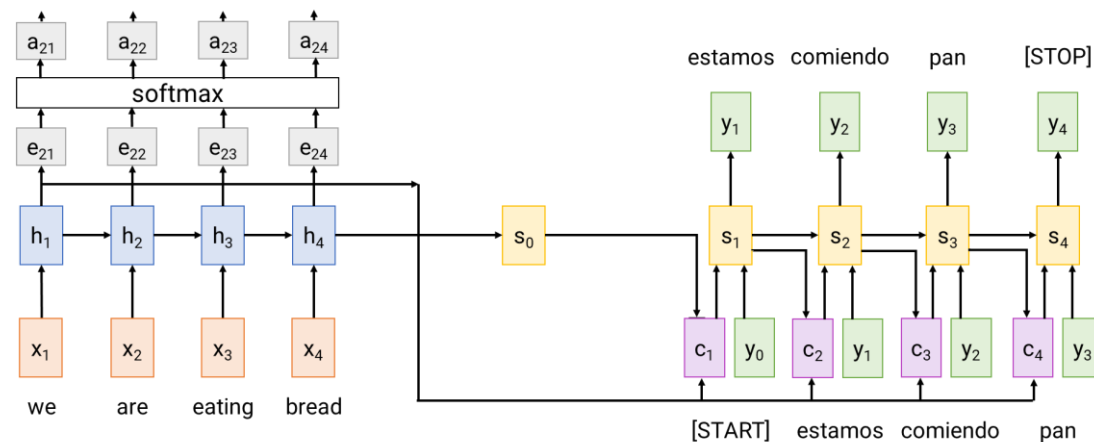 a₂₁ a₂₂ a₂₃ a₂₄
softmax
e₂₁ e₂₂ e₂₃ e₂₄
h₁ h₂ h₃ h₄
x₁ x₂ x₃ x₄
we are eating bread
s₀
estamos comiendo pan [STOP]
y₁ y₂ y₃ y₄
s₁ s₂ s₃ s₄
c₁ y₀ c₂ y₁ c₃ y₂ c₄ y₃
[START] estamos comiendo pan